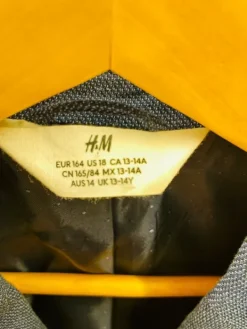 H&M
EUR 164 US 18 CA 13-14A
CN 165/84 MX 13-14A
AUS 14 UK 13-14Y